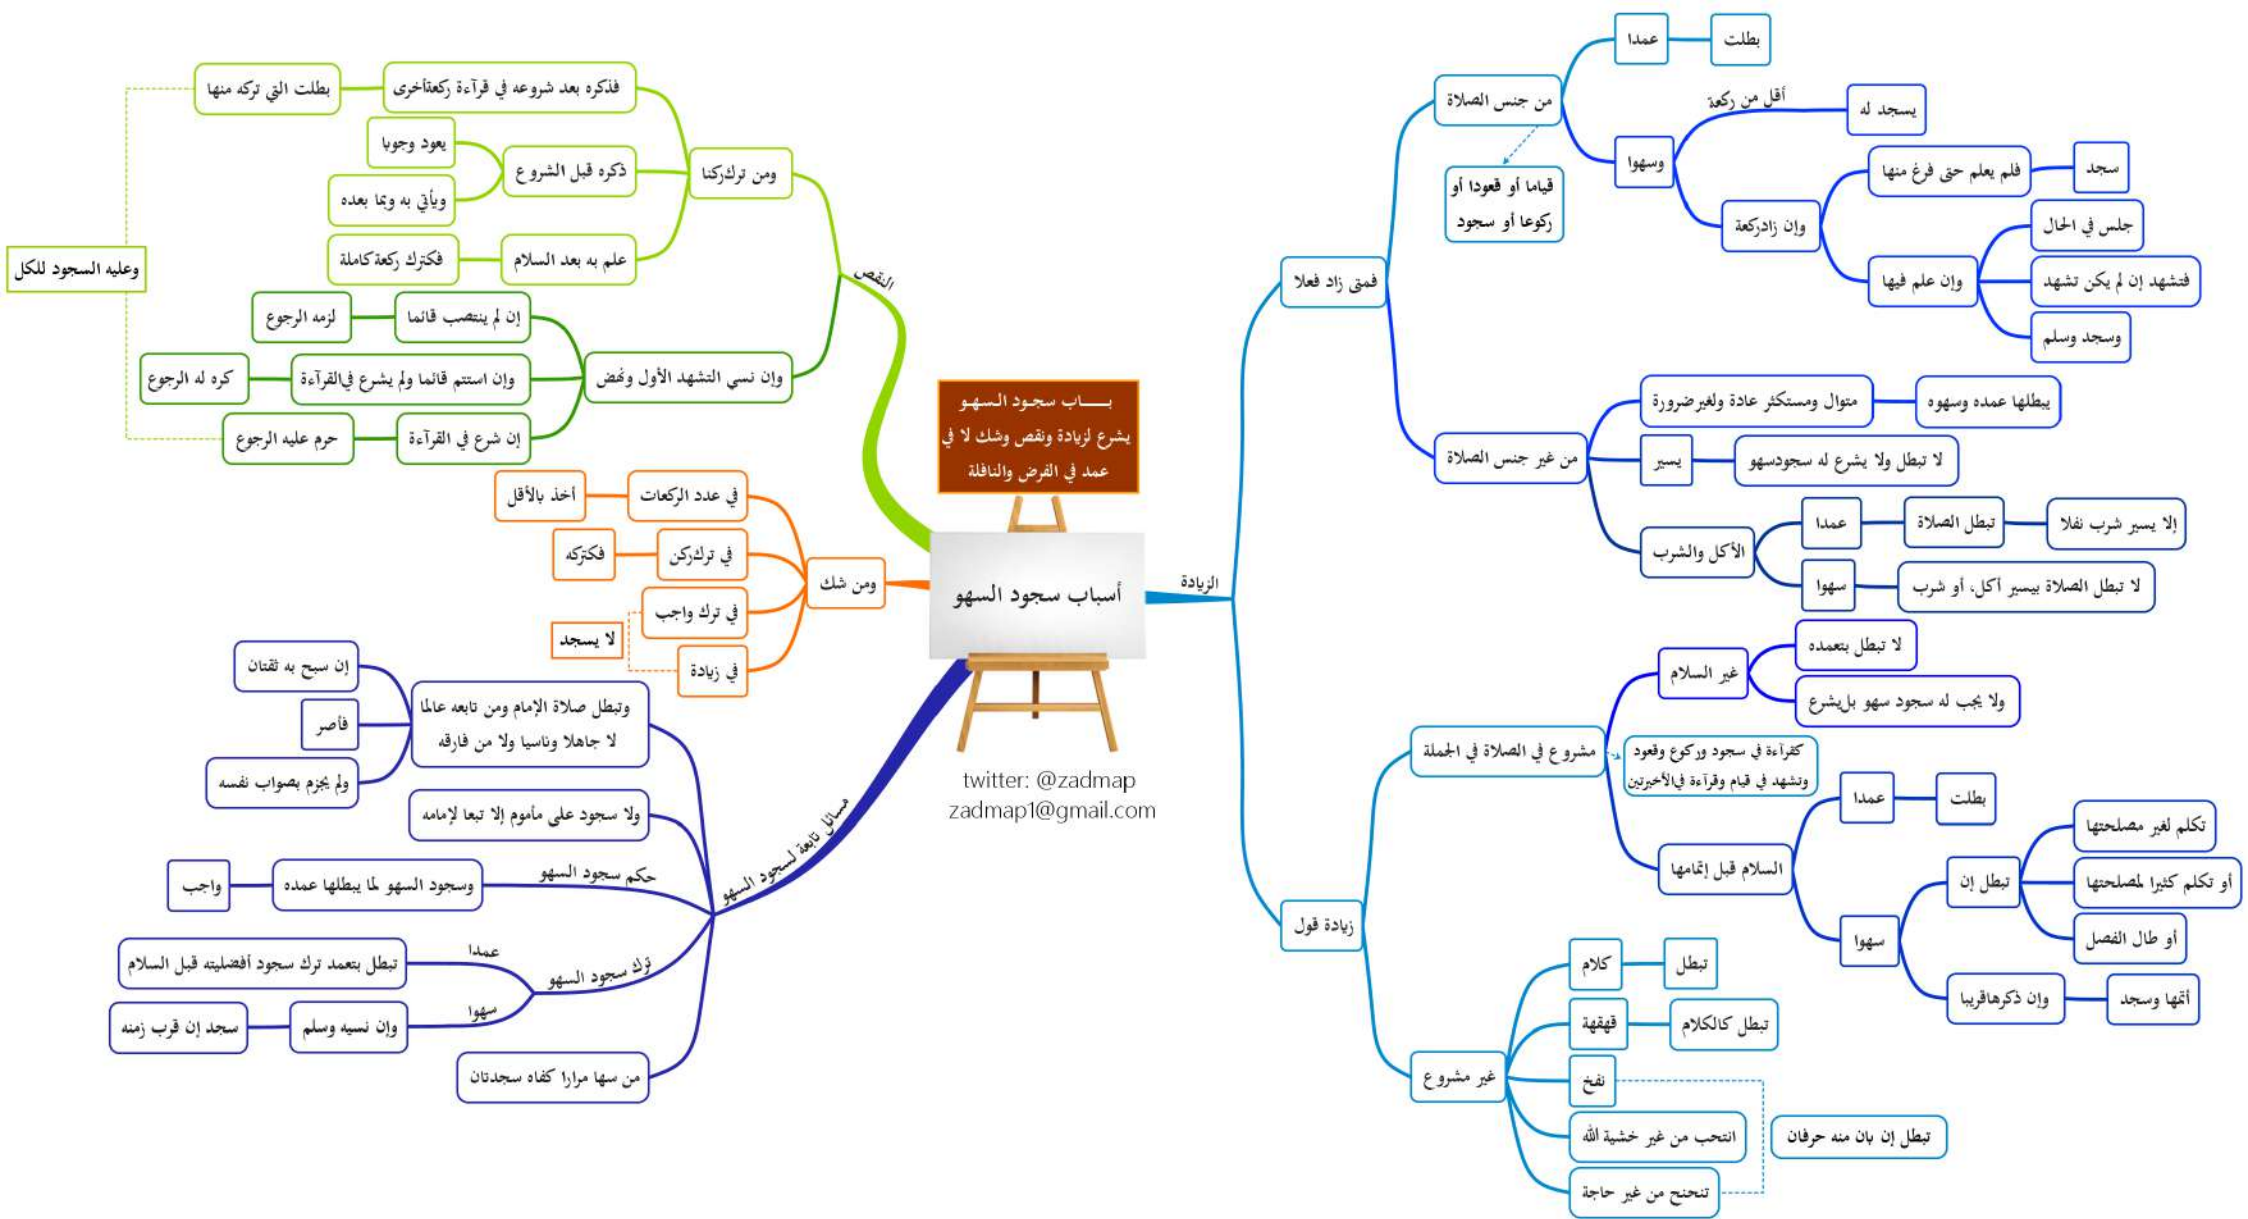 بــــــاب سجـود الـسهـو
يشرع لزيادة ونقص وشك لا في
عمد في الفرض والنافلة
أسباب سجود السهو
twitter: @zadmap
zadmap1@gmail.com
الزيادة
فمتى زاد فعلا
من جنس الصلاة
قياما أو قعودا أو
ركوعا أو سجود
عمدا
بطلت
وسهوا
أقل من ركعة
يسجد له
وإن زادركعة
فلم يعلم حتى فرغ منها
سجد
وإن علم فيها
جلس في الحال
فتشهد إن لم يكن تشهد
وسجد وسلم
من غير جنس الصلاة
متوال ومستكثر عادة ولغيرضرورة
يبطلها عمده وسهوه
يسير
لا تبطل ولا يشرع له سجودسهو
الأكل والشرب
عمدا
تبطل الصلاة
إلا يسير شرب نفلا
سهوا
لا تبطل الصلاة بيسير أكل، أو شرب
زيادة قول
مشروع في الصلاة في الجملة
كقرآءة في سجود وركوع وقعود
وتشهد في قيام وقرآءة في‌الأخيرتين
غير السلام
لا تبطل بتعمده
ولا يجب له سجود سهو بل‌يشرع
السلام قبل إتمامها
عمدا
بطلت
سهوا
تبطل إن
تكلم لغير مصلحتها
أو تكلم كثيرا لمصلحتها
أو طال الفصل
وإن ذكرهاقريبا
أتمها وسجد
غير مشروع
كلام
تبطل
قهقهة
تبطل كالكلام
نفخ
انتحب من غير خشية الله
تنحنح من غير حاجة
تبطل إن بان منه حرفان
النقص
ومن ترك‌ركنا
فذكره بعد شروعه في قرآءة ركعةأخرى
بطلت التي تركه منها
ذكره قبل الشروع
يعود وجوبا
ويأتي به وبما بعده
علم به بعد السلام
فكترك ركعة‌كاملة
وإن نسي التشهد الأول ونهض
إن لم ينتصب قائما
لزمه الرجوع
وإن استتم قائما ولم يشرع في‌القرآءة
كره له الرجوع
إن شرع في القرآءة
حرم عليه الرجوع
وعليه السجود للكل
ومن شك
في عدد الركعات
أخذ بالأقل
في ترك‌ركن
فكتركه
في ترك واجب
في زيادة
لا يسجد
مسائل تابعة لسجود السهو
وتبطل صلاة الإمام ومن تابعه عالما
لا جاهلا وناسيا ولا من فارقه
إن سبح به ثقتان
فأصر
ولم يجزم بصواب نفسه
ولا سجود على مأموم إلا تبعا لإمامه
حكم سجود السهو
وسجود السهو لما يبطلها عمده
واجب
ترك سجود السهو
عمدا
تبطل بتعمد ترك سجود أفضليته قبل السلام
سهوا
وإن نسيه وسلم
سجد إن قرب زمنه
من سها مرارا كفاه سجدتان